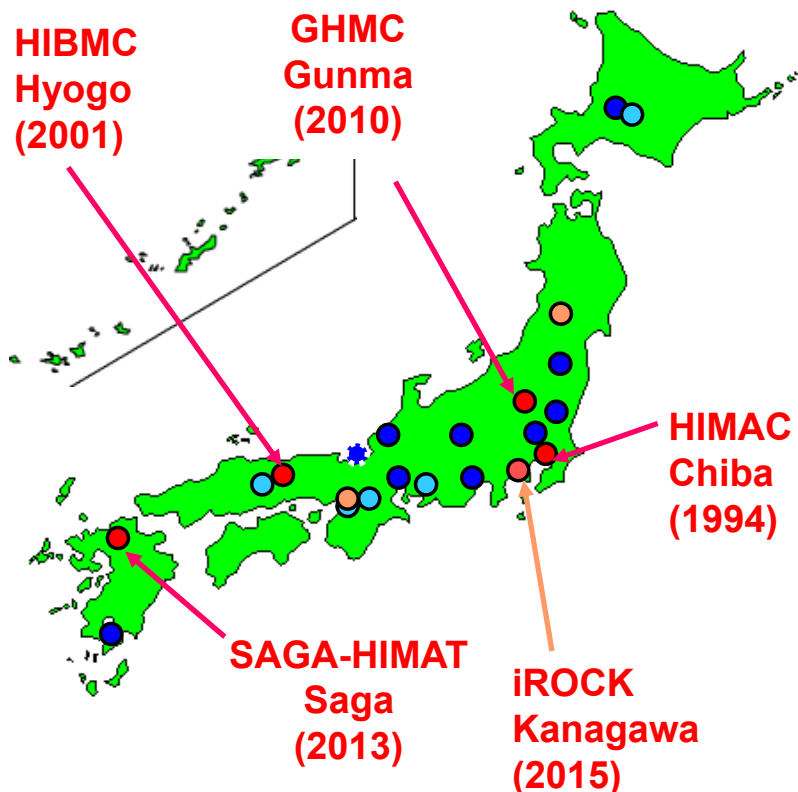 HIBMC
Hyogo
(2001)
GHMC
Gunma
(2010)
HIMAC
Chiba
(1994)
SAGA-HIMAT
Saga
(2013)
iROCK
Kanagawa
(2015)